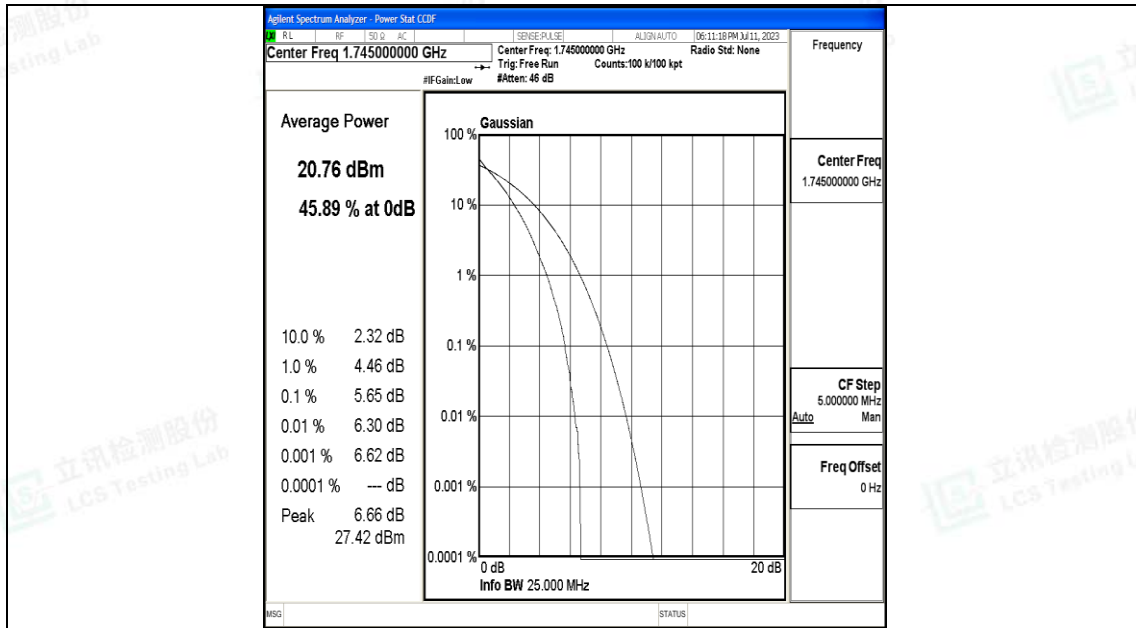 Agilent Spectrum Analyzer - Power Stat CCDF
LXI RL RF 50 Ω AC SENSE:PULSE ALIGNAUTO 06:11:18 PM Jul 11, 2023
Center Freq 1.745000000 GHz
Center Freq: 1.745000000 GHz Radio Std: None
Trig: Free Run Counts:100 k/100 kpt
#IFGain:Low #Atten: 46 dB
Frequency
Average Power
20.76 dBm
45.89 % at 0dB
10.0 % 2.32 dB
1.0 % 4.46 dB
0.1 % 5.65 dB
0.01 % 6.30 dB
0.001 % 6.62 dB
0.0001 % --- dB
Peak 6.66 dB
27.42 dBm
Gaussian
100 %
10 %
1 %
0.1 %
0.01 %
0.001 %
0.0001 %
0 dB 20 dB
Info BW 25.000 MHz
Center Freq
1.745000000 GHz
CF Step
5.000000 MHz
Auto Man
Freq Offset
0 Hz
MSG STATUS
立讯检测股份
LCS Testing Lab